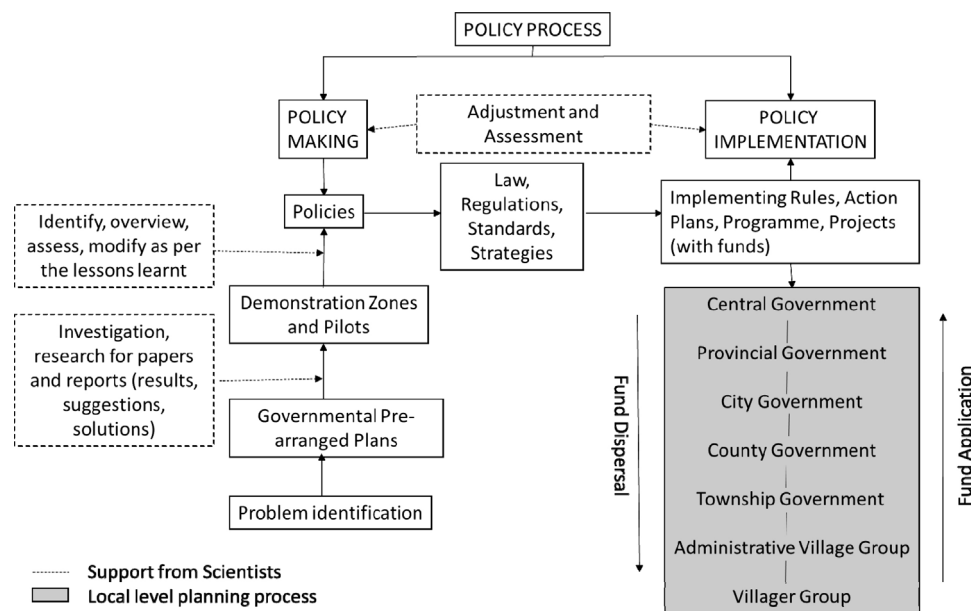 POLICY PROCESS
POLICY
MAKING
Adjustment and
Assessment
POLICY
IMPLEMENTATION
Identify, overview,
assess, modify as per
the lessons learnt
Policies
Law,
Regulations,
Standards,
Strategies
Implementing Rules, Action
Plans, Programme, Projects
(with funds)
Investigation,
research for papers
and reports (results,
suggestions,
solutions)
Demonstration Zones
and Pilots
Governmental Pre-
arranged Plans
Problem identification
Fund Dispersal
Central Government
Provincial Government
City Government
County Government
Township Government
Administrative Village Group
Villager Group
Fund Application
Support from Scientists
Local level planning process